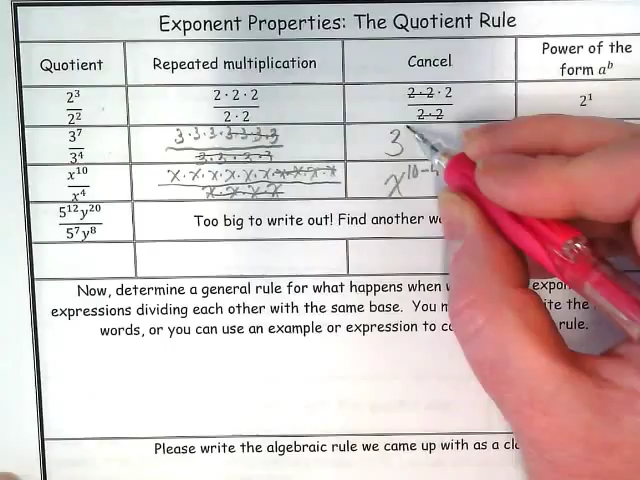 Exponent Properties: The Quotient Rule
Quotient Repeated multiplication Cancel Power of the form a^b
2^3/2^2 2 · 2 · 2/2 · 2 2 · 2 · 2/2 · 2 2^1
3^7/3^4 3·3·3·3·3·3·3/3·3·3·3 3
x^10/x^4 x·x·x·x·x·x·x·x·x·x/x·x·x·x x^10-4
5^12y^20/5^7y^8 Too big to write out! Find another
Now, determine a general rule for what happens when
expressions dividing each other with the same base. You the
words, or you can use an example or expression to rule.
Please write the algebraic rule we came up with as a